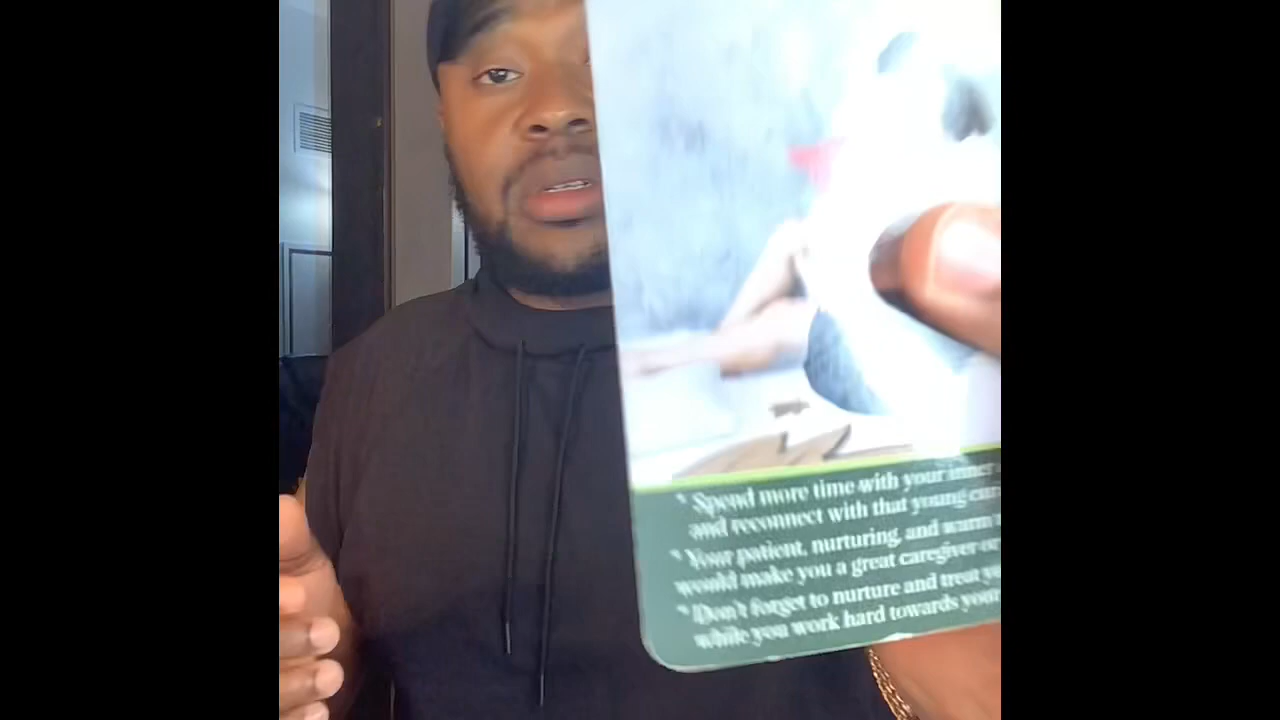 * Spend more time with your inner
and reconnect with that young
* Your patient, nurturing, and warm
would make you a great caregiver or
* Don't forget to nurture and treat
while you work hard towards your